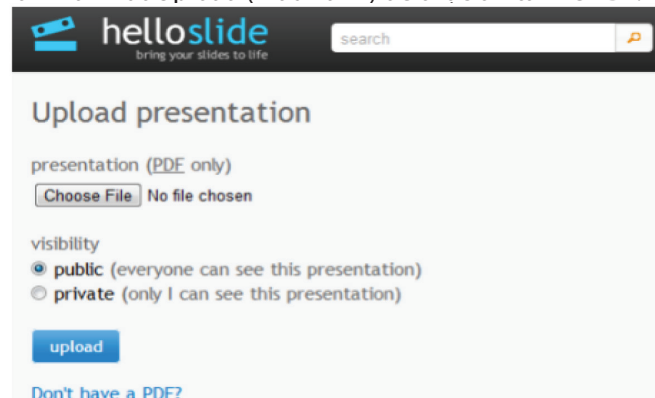 helloslide
bring your slides to life
search
Upload presentation
presentation (PDF only)
Choose File No file chosen
visibility
public (everyone can see this presentation)
private (only I can see this presentation)
upload
Don't have a PDF?